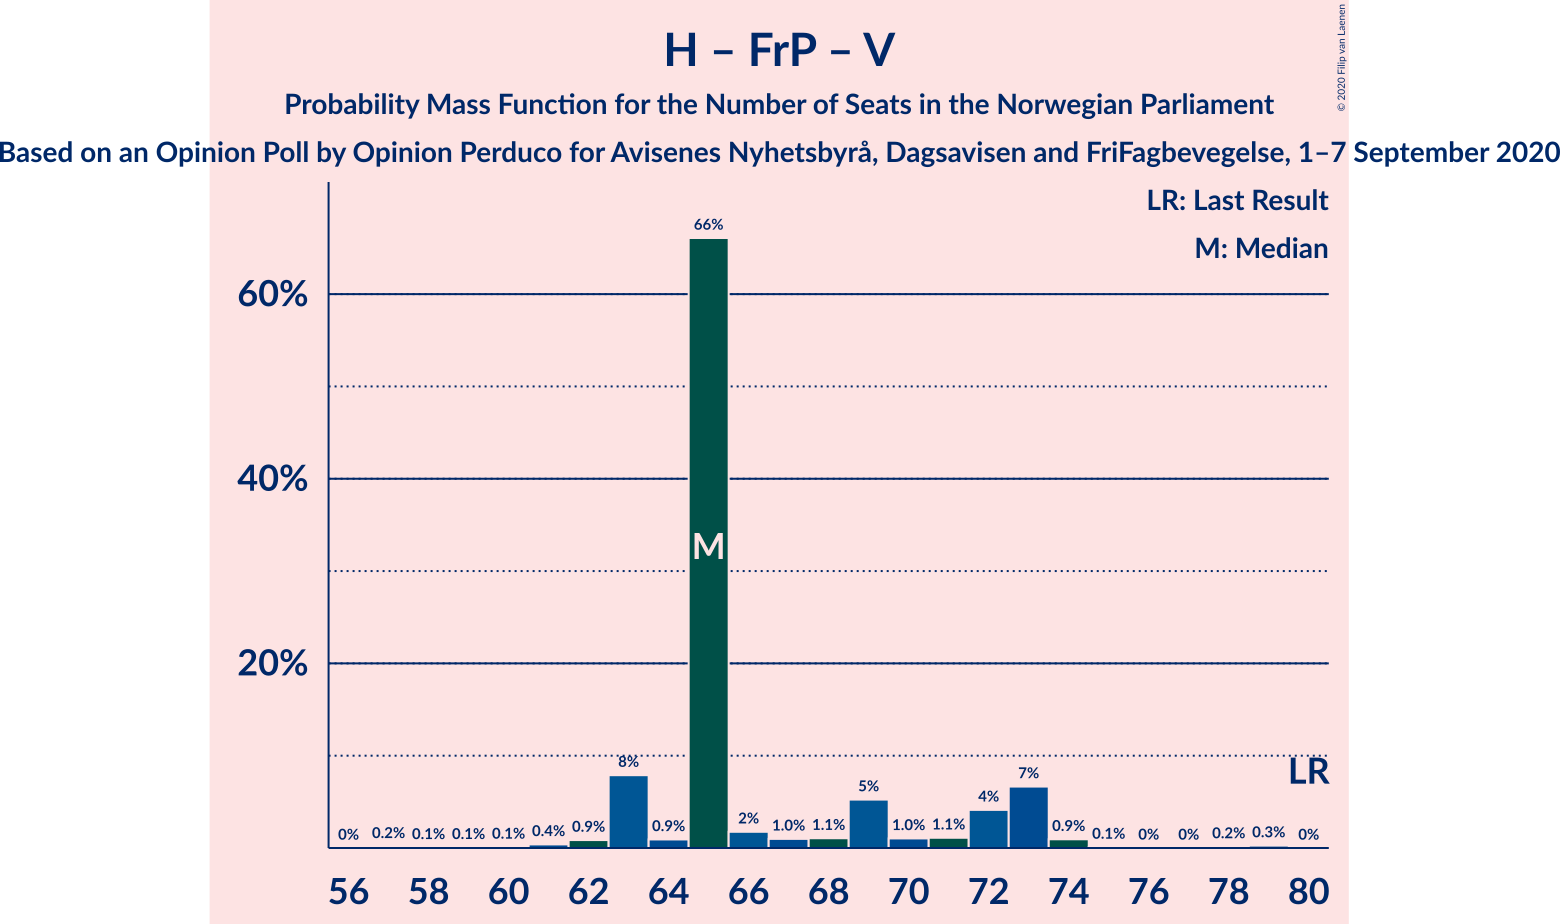 H – FrP – V
Probability Mass Function for the Number of Seats in the Norwegian Parliament
Based on an Opinion Poll by Opinion Perduco for Avisenes Nyhetsbyrå, Dagsavisen and FriFagbevegelse, 1–7 September 2020
© 2020 Filip van Laenen
LR: Last Result
M: Median
60%
40%
20%
0% 0.2% 0.1% 0.1% 0.1% 0.4% 0.9% 8% 0.9% 66% 2% 1.0% 1.1% 5% 1.0% 1.1% 4% 7% 0.9% 0.1% 0% 0% 0.2% 0.3% 0%
M
LR
56 58 60 62 64 66 68 70 72 74 76 78 80